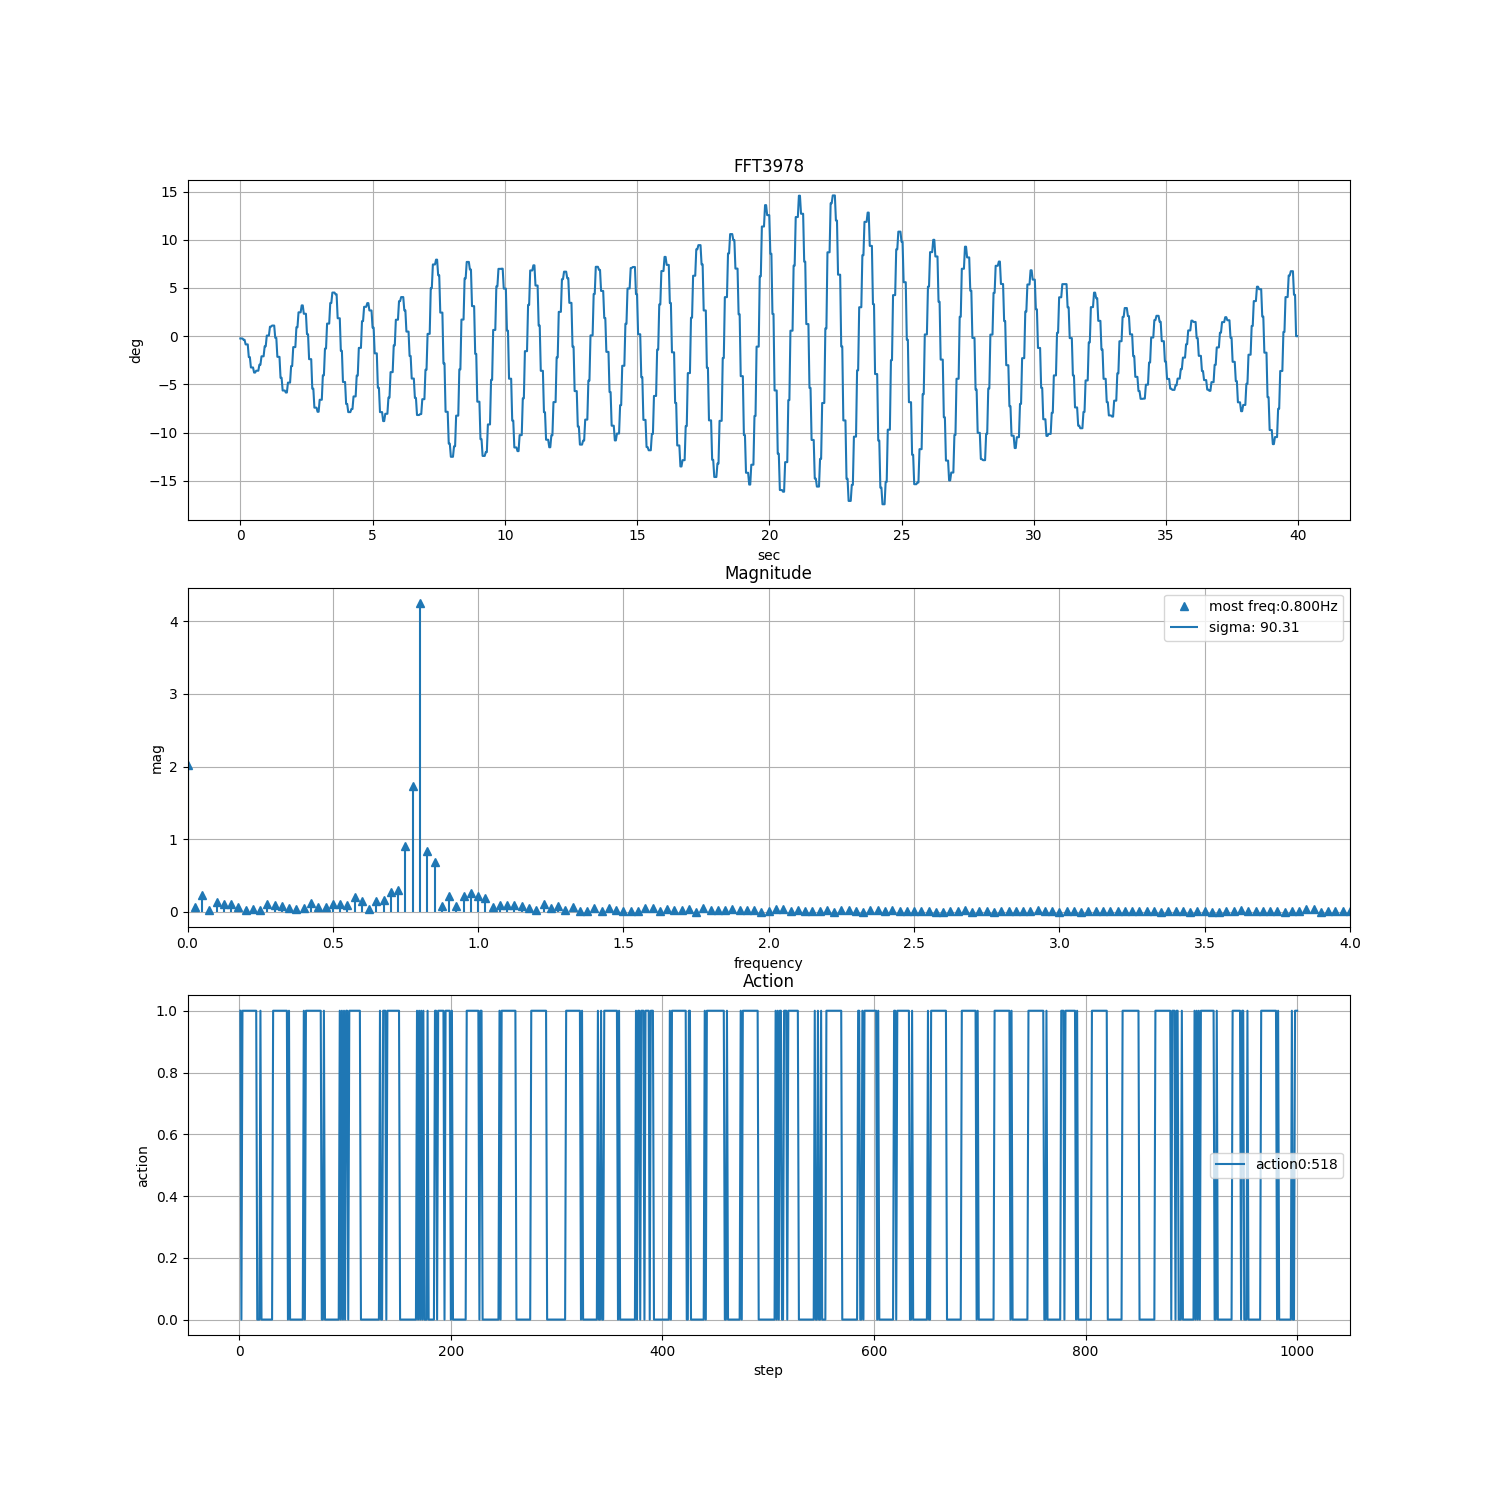 FFT3978
15
10
5
0
−5
−10
−15
deg
0 5 10 15 20 25 30 35 40
sec
Magnitude
4
3
2
1
0
mag
most freq:0.800Hz
sigma: 90.31
0.0 0.5 1.0 1.5 2.0 2.5 3.0 3.5 4.0
frequency
Action
1.0
0.8
0.6
0.4
0.2
0.0
action
action0:518
0 200 400 600 800 1000
step